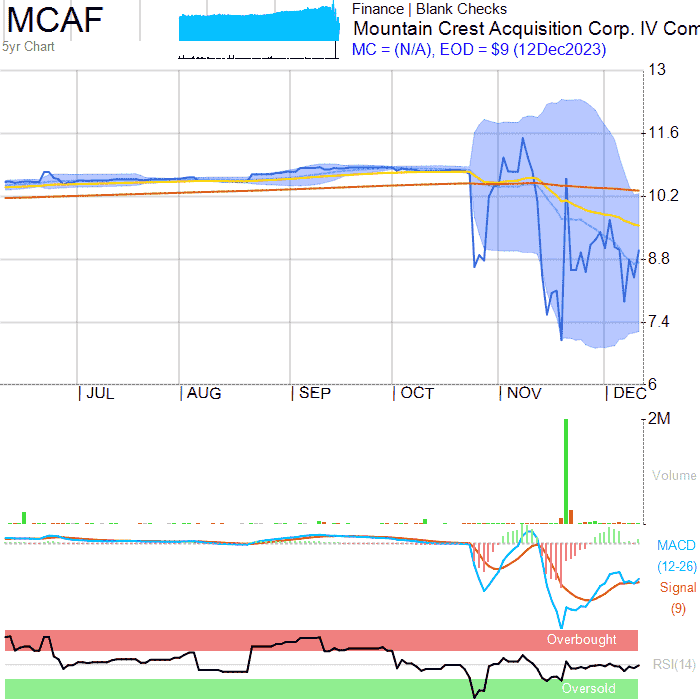 MCAF
5yr Chart
Finance | Blank Checks
Mountain Crest Acquisition Corp. IV Com
MC = (N/A), EOD = $9 (12Dec2023)
13
11.6
10.2
8.8
7.4
6
JUL AUG SEP OCT NOV DEC
2M
Volume
MACD
(12-26)
Signal
(9)
Overbought
RSI(14)
Oversold